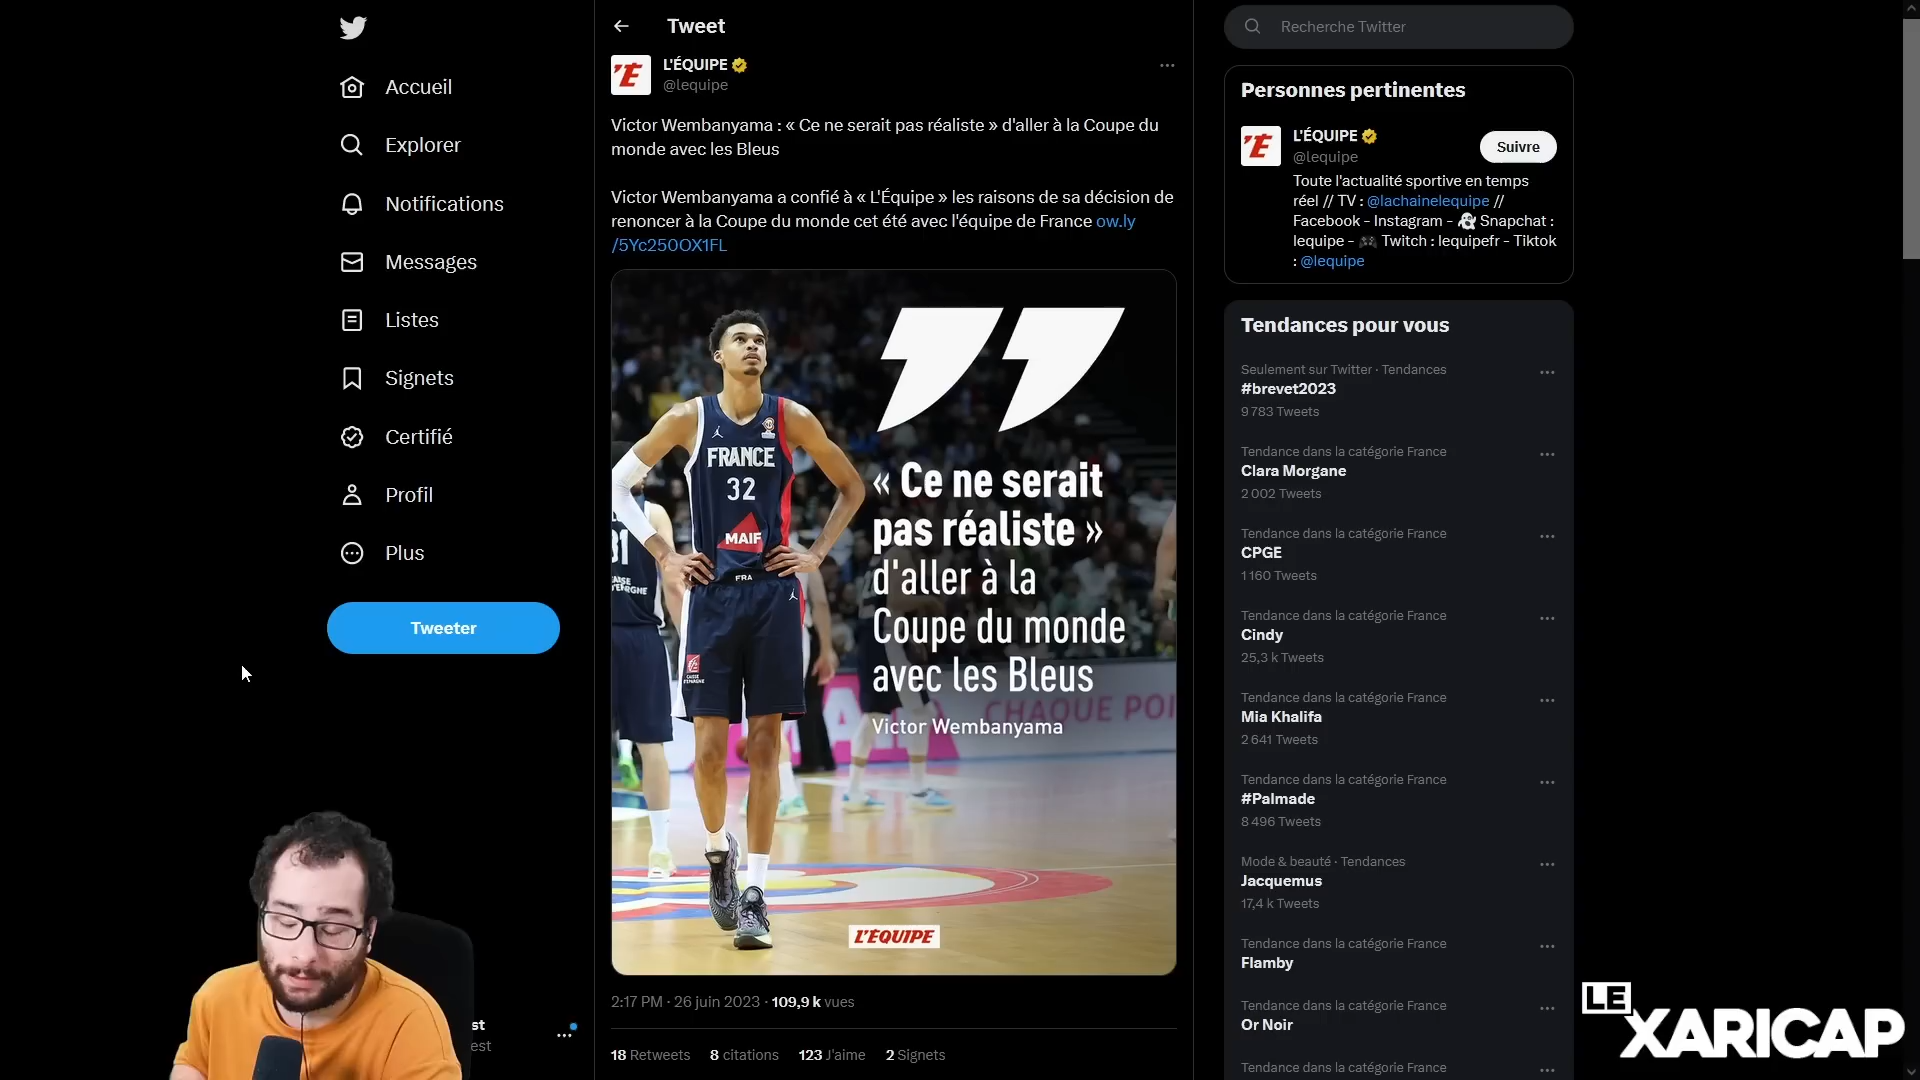 Accueil
Explorer
Notifications
Messages
Listes
Signets
Certifié
Profil
Plus
Tweeter
st
est
Tweet
L'ÉQUIPE
@lequipe
Victor Wembanyama : « Ce ne serait pas réaliste » d'aller à la Coupe du
monde avec les Bleus
Victor Wembanyama a confié à « L'Équipe » les raisons de sa décision de
renoncer à la Coupe du monde cet été avec l'équipe de France ow.ly
/5Yc250OX1FL
FRANCE
32
MAIF
FRA
31
« Ce ne serait
pas réaliste »
d'aller à la
Coupe du monde
avec les Bleus
Victor Wembanyama
CHAQUE POI
L'ÉQUIPE
2:17 PM · 26 juin 2023 · 109,9 k vues
18 Retweets 8 citations 123 J'aime 2 Signets
Recherche Twitter
Personnes pertinentes
L'ÉQUIPE
@lequipe
Suivre
Toute l'actualité sportive en temps
réel // TV : @lachainelequipe //
Facebook - Instagram - 👻 Snapchat :
lequipe - 🎮 Twitch : lequipefr - Tiktok
: @lequipe
Tendances pour vous
Seulement sur Twitter · Tendances
#brevet2023
9 783 Tweets
Tendance dans la catégorie France
Clara Morgane
2 002 Tweets
Tendance dans la catégorie France
CPGE
1 160 Tweets
Tendance dans la catégorie France
Cindy
25,3 k Tweets
Tendance dans la catégorie France
Mia Khalifa
2 641 Tweets
Tendance dans la catégorie France
#Palmade
8 496 Tweets
Mode & beauté · Tendances
Jacquemus
17,4 k Tweets
Tendance dans la catégorie France
Flamby
Tendance dans la catégorie France
Or Noir
Tendance dans la catégorie France
LE
XARICAP